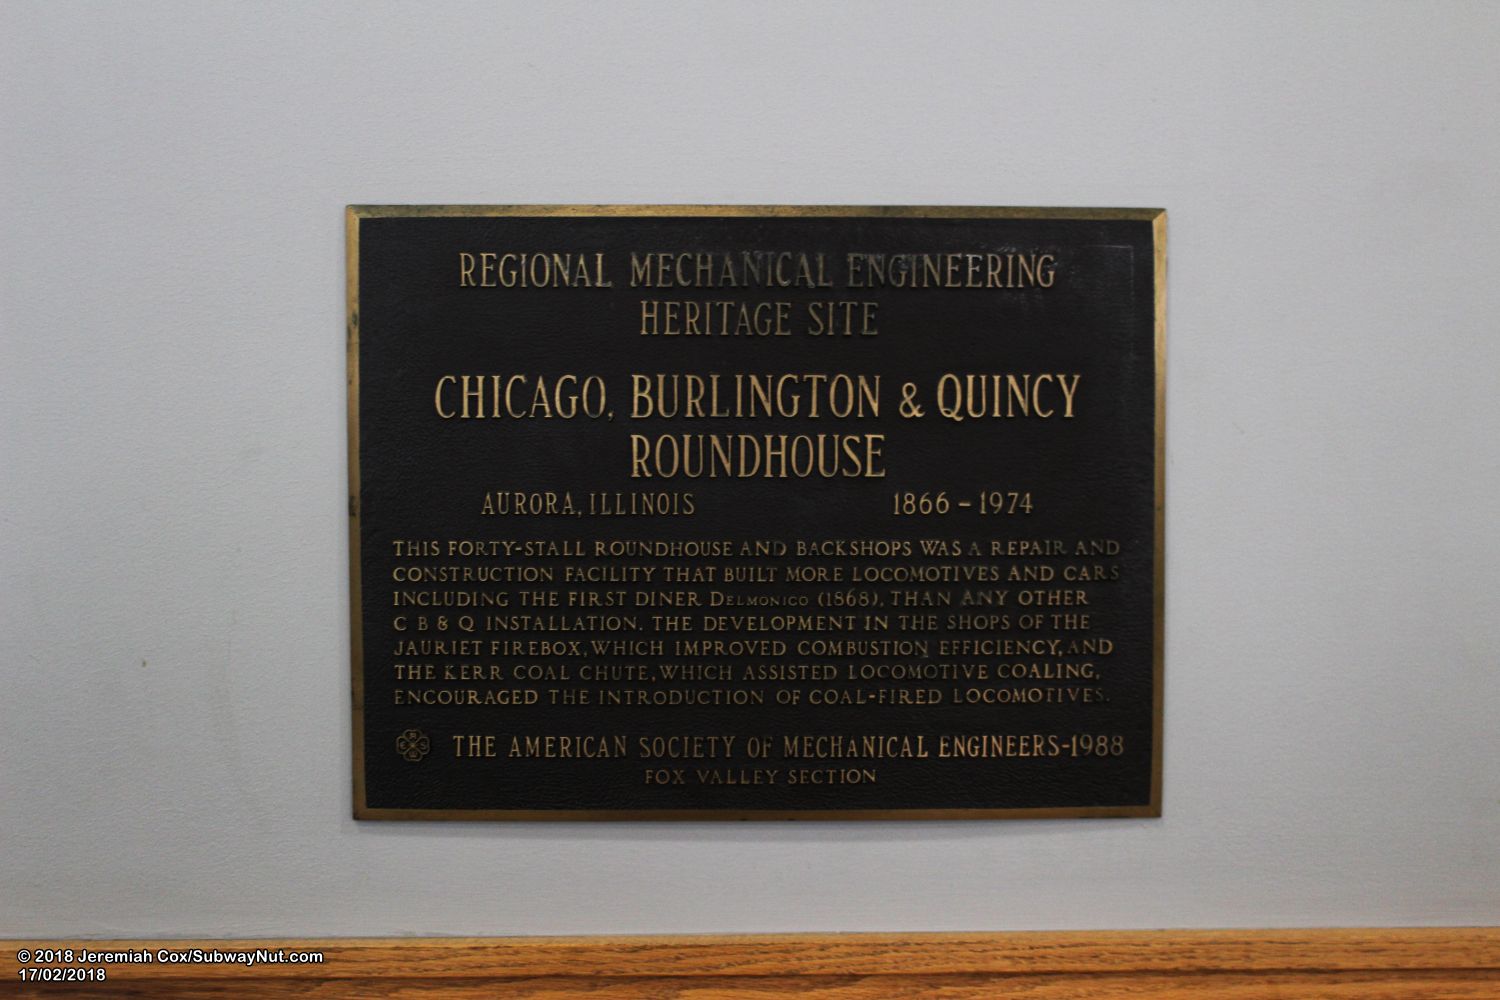 REGIONAL MECHANICAL ENGINEERING
HERITAGE SITE
CHICAGO, BURLINGTON & QUINCY
ROUNDHOUSE
AURORA, ILLINOIS 1866 - 1974
THIS FORTY-STALL ROUNDHOUSE AND BACKSHOPS WAS A REPAIR AND
CONSTRUCTION FACILITY THAT BUILT MORE LOCOMOTIVES AND CARS
INCLUDING THE FIRST DINER DELMONICO (1868), THAN ANY OTHER
C B & Q INSTALLATION. THE DEVELOPMENT IN THE SHOPS OF THE
JAURIET FIREBOX, WHICH IMPROVED COMBUSTION EFFICIENCY, AND
THE KERR COAL CHUTE, WHICH ASSISTED LOCOMOTIVE COALING,
ENCOURAGED THE INTRODUCTION OF COAL-FIRED LOCOMOTIVES.
THE AMERICAN SOCIETY OF MECHANICAL ENGINEERS-1988
FOX VALLEY SECTION
© 2018 Jeremiah Cox/SubwayNut.com
17/02/2018